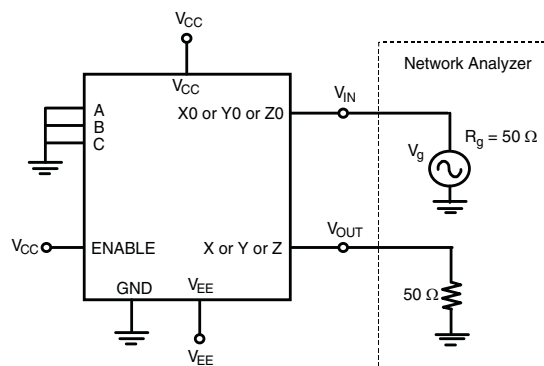 VCC
Network Analyzer
VCC
A
B
C
X0 or Y0 or Z0
VIN
Vg
Rg = 50 Ω
VCC
ENABLE
X or Y or Z
VOUT
GND
VEE
50 Ω
VEE